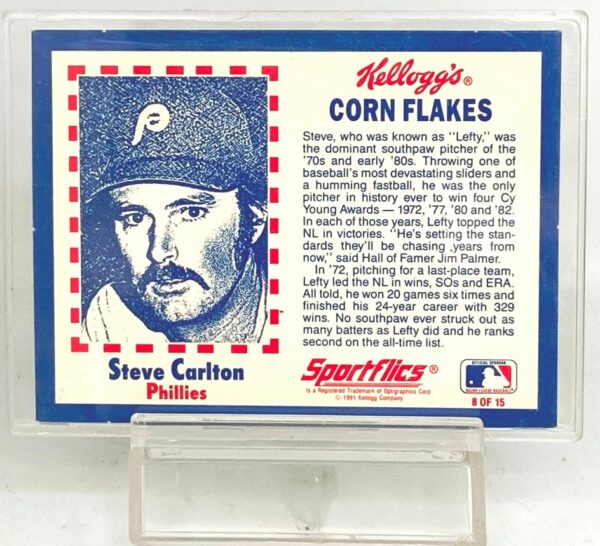 P
Kellogg's®
CORN FLAKES
Steve, who was known as "Lefty," was
the dominant southpaw pitcher of the
'70s and early '80s. Throwing one of
baseball's most devastating sliders and
a humming fastball, he was the only
pitcher in history ever to win four Cy
Young Awards — 1972, '77, '80 and '82.
In each of those years, Lefty topped the
NL in victories. "He's setting the stan-
dards they'll be chasing years from
now," said Hall of Famer Jim Palmer.
In '72, pitching for a last-place team,
Lefty led the NL in wins, SOs and ERA.
All told, he won 20 games six times and
finished his 24-year career with 329
wins. No southpaw ever struck out as
many batters as Lefty did and he ranks
second on the all-time list.
Steve Carlton
Phillies
Sportflics®
is a Registered Trademark of Optigraphics Corp
© 1991 Kellogg Company
OFFICIAL SPONSOR
MAJOR LEAGUE BASEBALL
8 OF 15